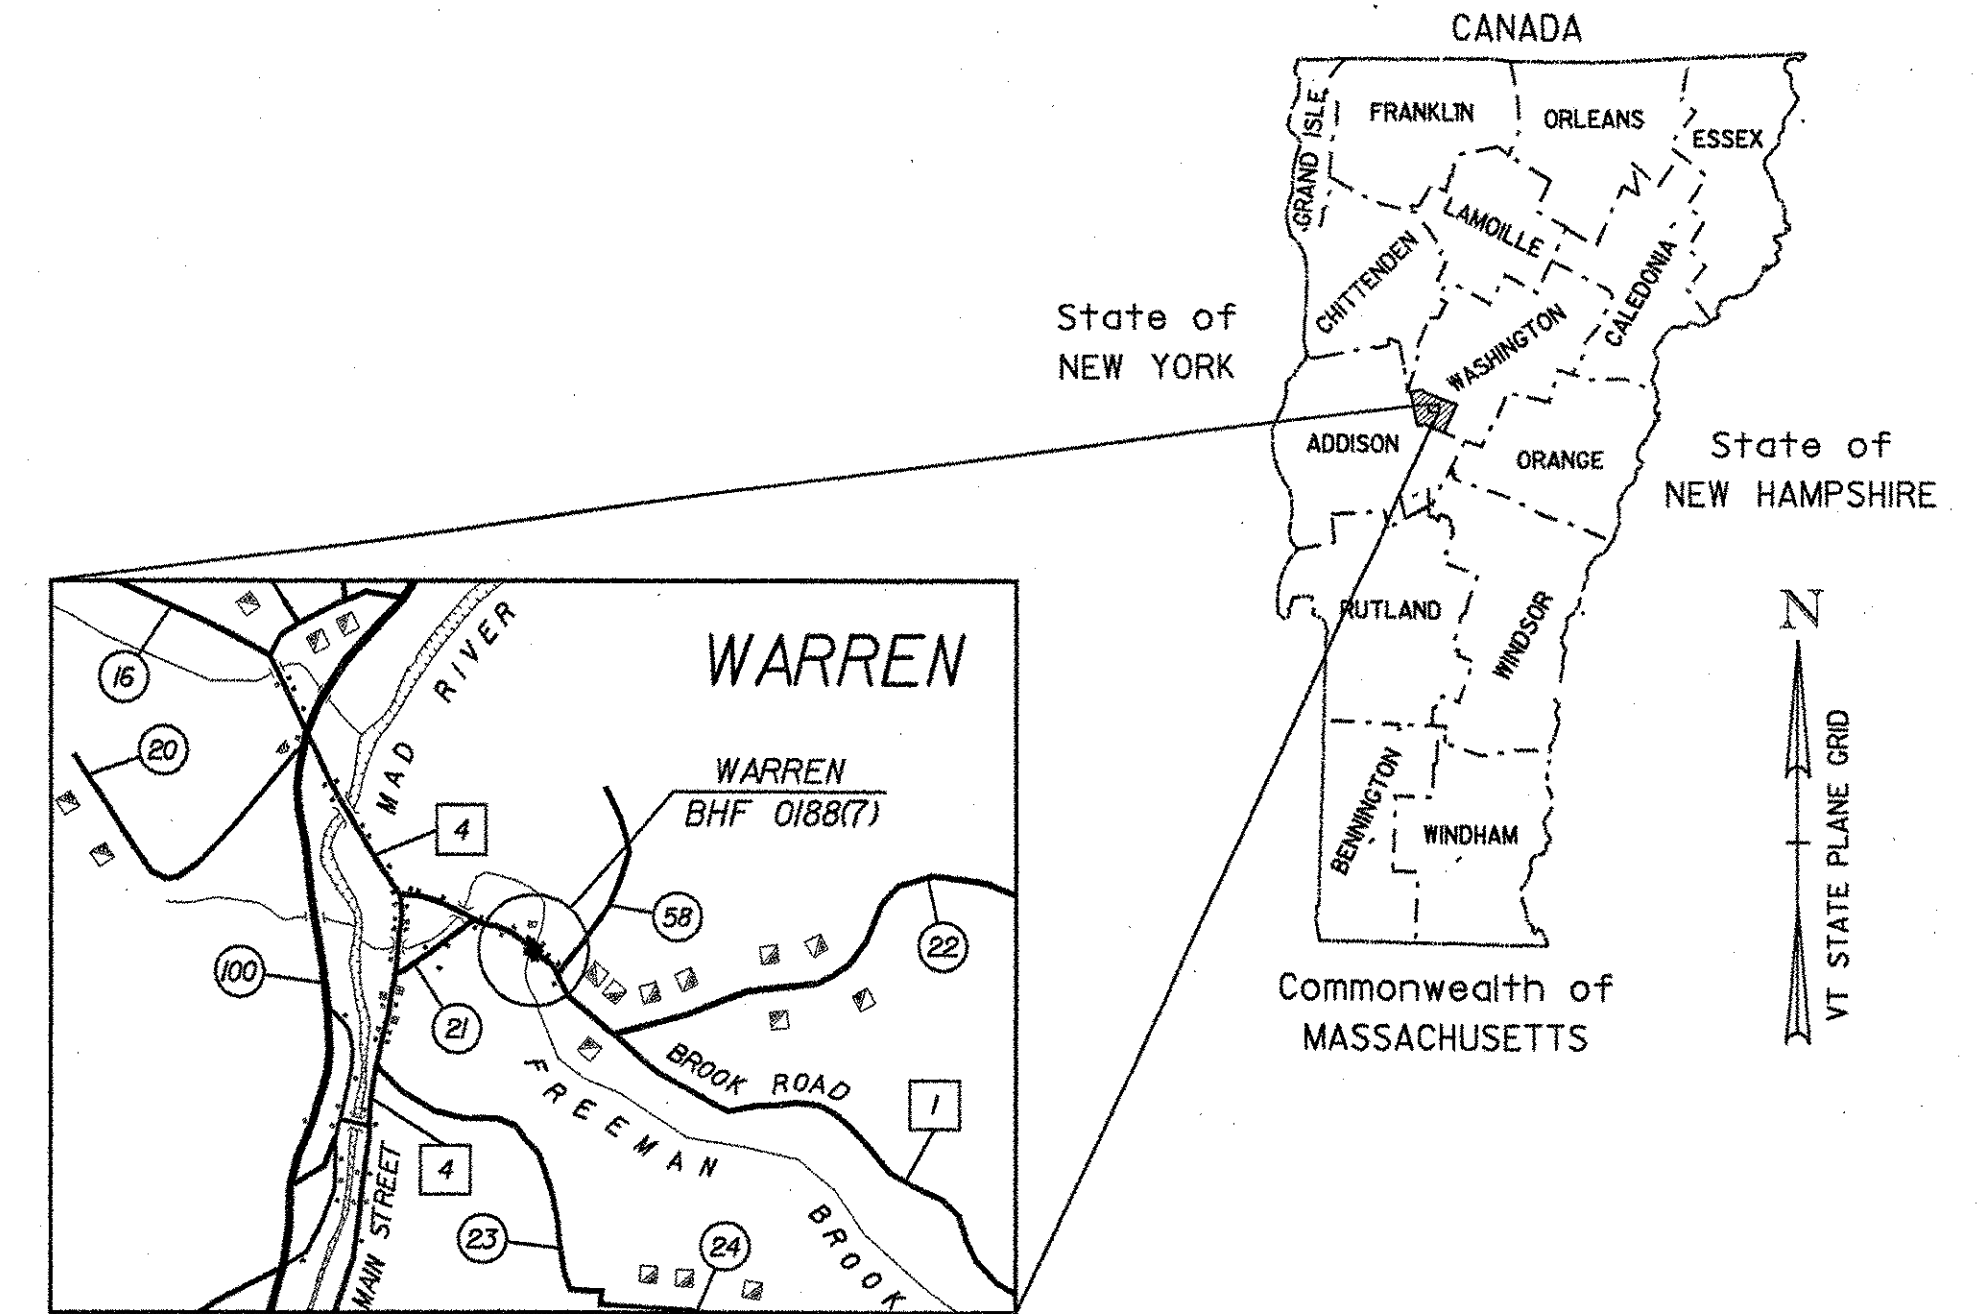 CANADA
GRAND ISLE
FRANKLIN
ORLEANS
ESSEX
LAMOILLE
CHITTENDEN
CALEDONIA
WASHINGTON
State of
NEW YORK
ADDISON
ORANGE
State of
NEW HAMPSHIRE
RUTLAND
WINDSOR
BENNINGTON
WINDHAM
Commonwealth of
MASSACHUSETTS
N
VT STATE PLANE GRID
WARREN
MAD RIVER
16
20
WARREN
BHF 0188(7)
4
58
22
100
21
BROOK ROAD
1
FREEMAN BROOK
4
MAIN STREET
23
24